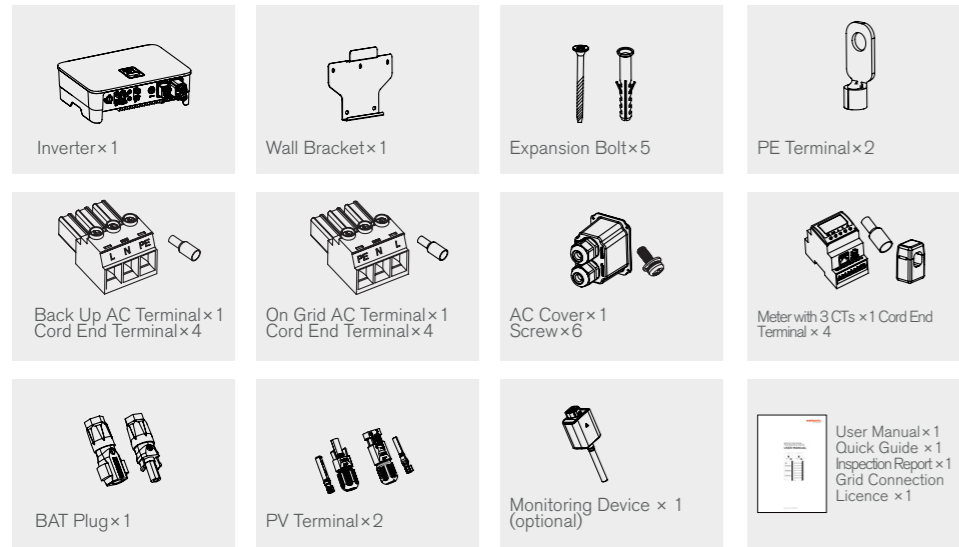 Inverter×1
Wall Bracket×1
Expansion Bolt×5
PE Terminal×2
L N PE
Back Up AC Terminal×1
Cord End Terminal×4
PE N L
On Grid AC Terminal×1
Cord End Terminal×4
AC Cover×1
Screw×6
Meter with 3 CTs ×1 Cord End
Terminal × 4
BAT Plug×1
PV Terminal×2
Monitoring Device × 1
(optional)
USER MANUAL
User Manual×1
Quick Guide ×1
Inspection Report×1
Grid Connection
Licence ×1